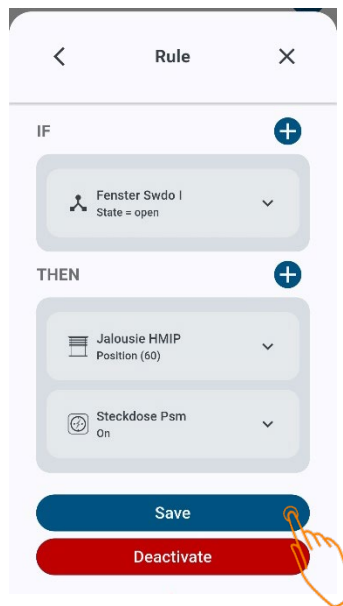 Rule
IF
Fenster Swdo I
State = open
THEN
Jalousie HMIP
Position (60)
Steckdose Psm
On
Save
Deactivate